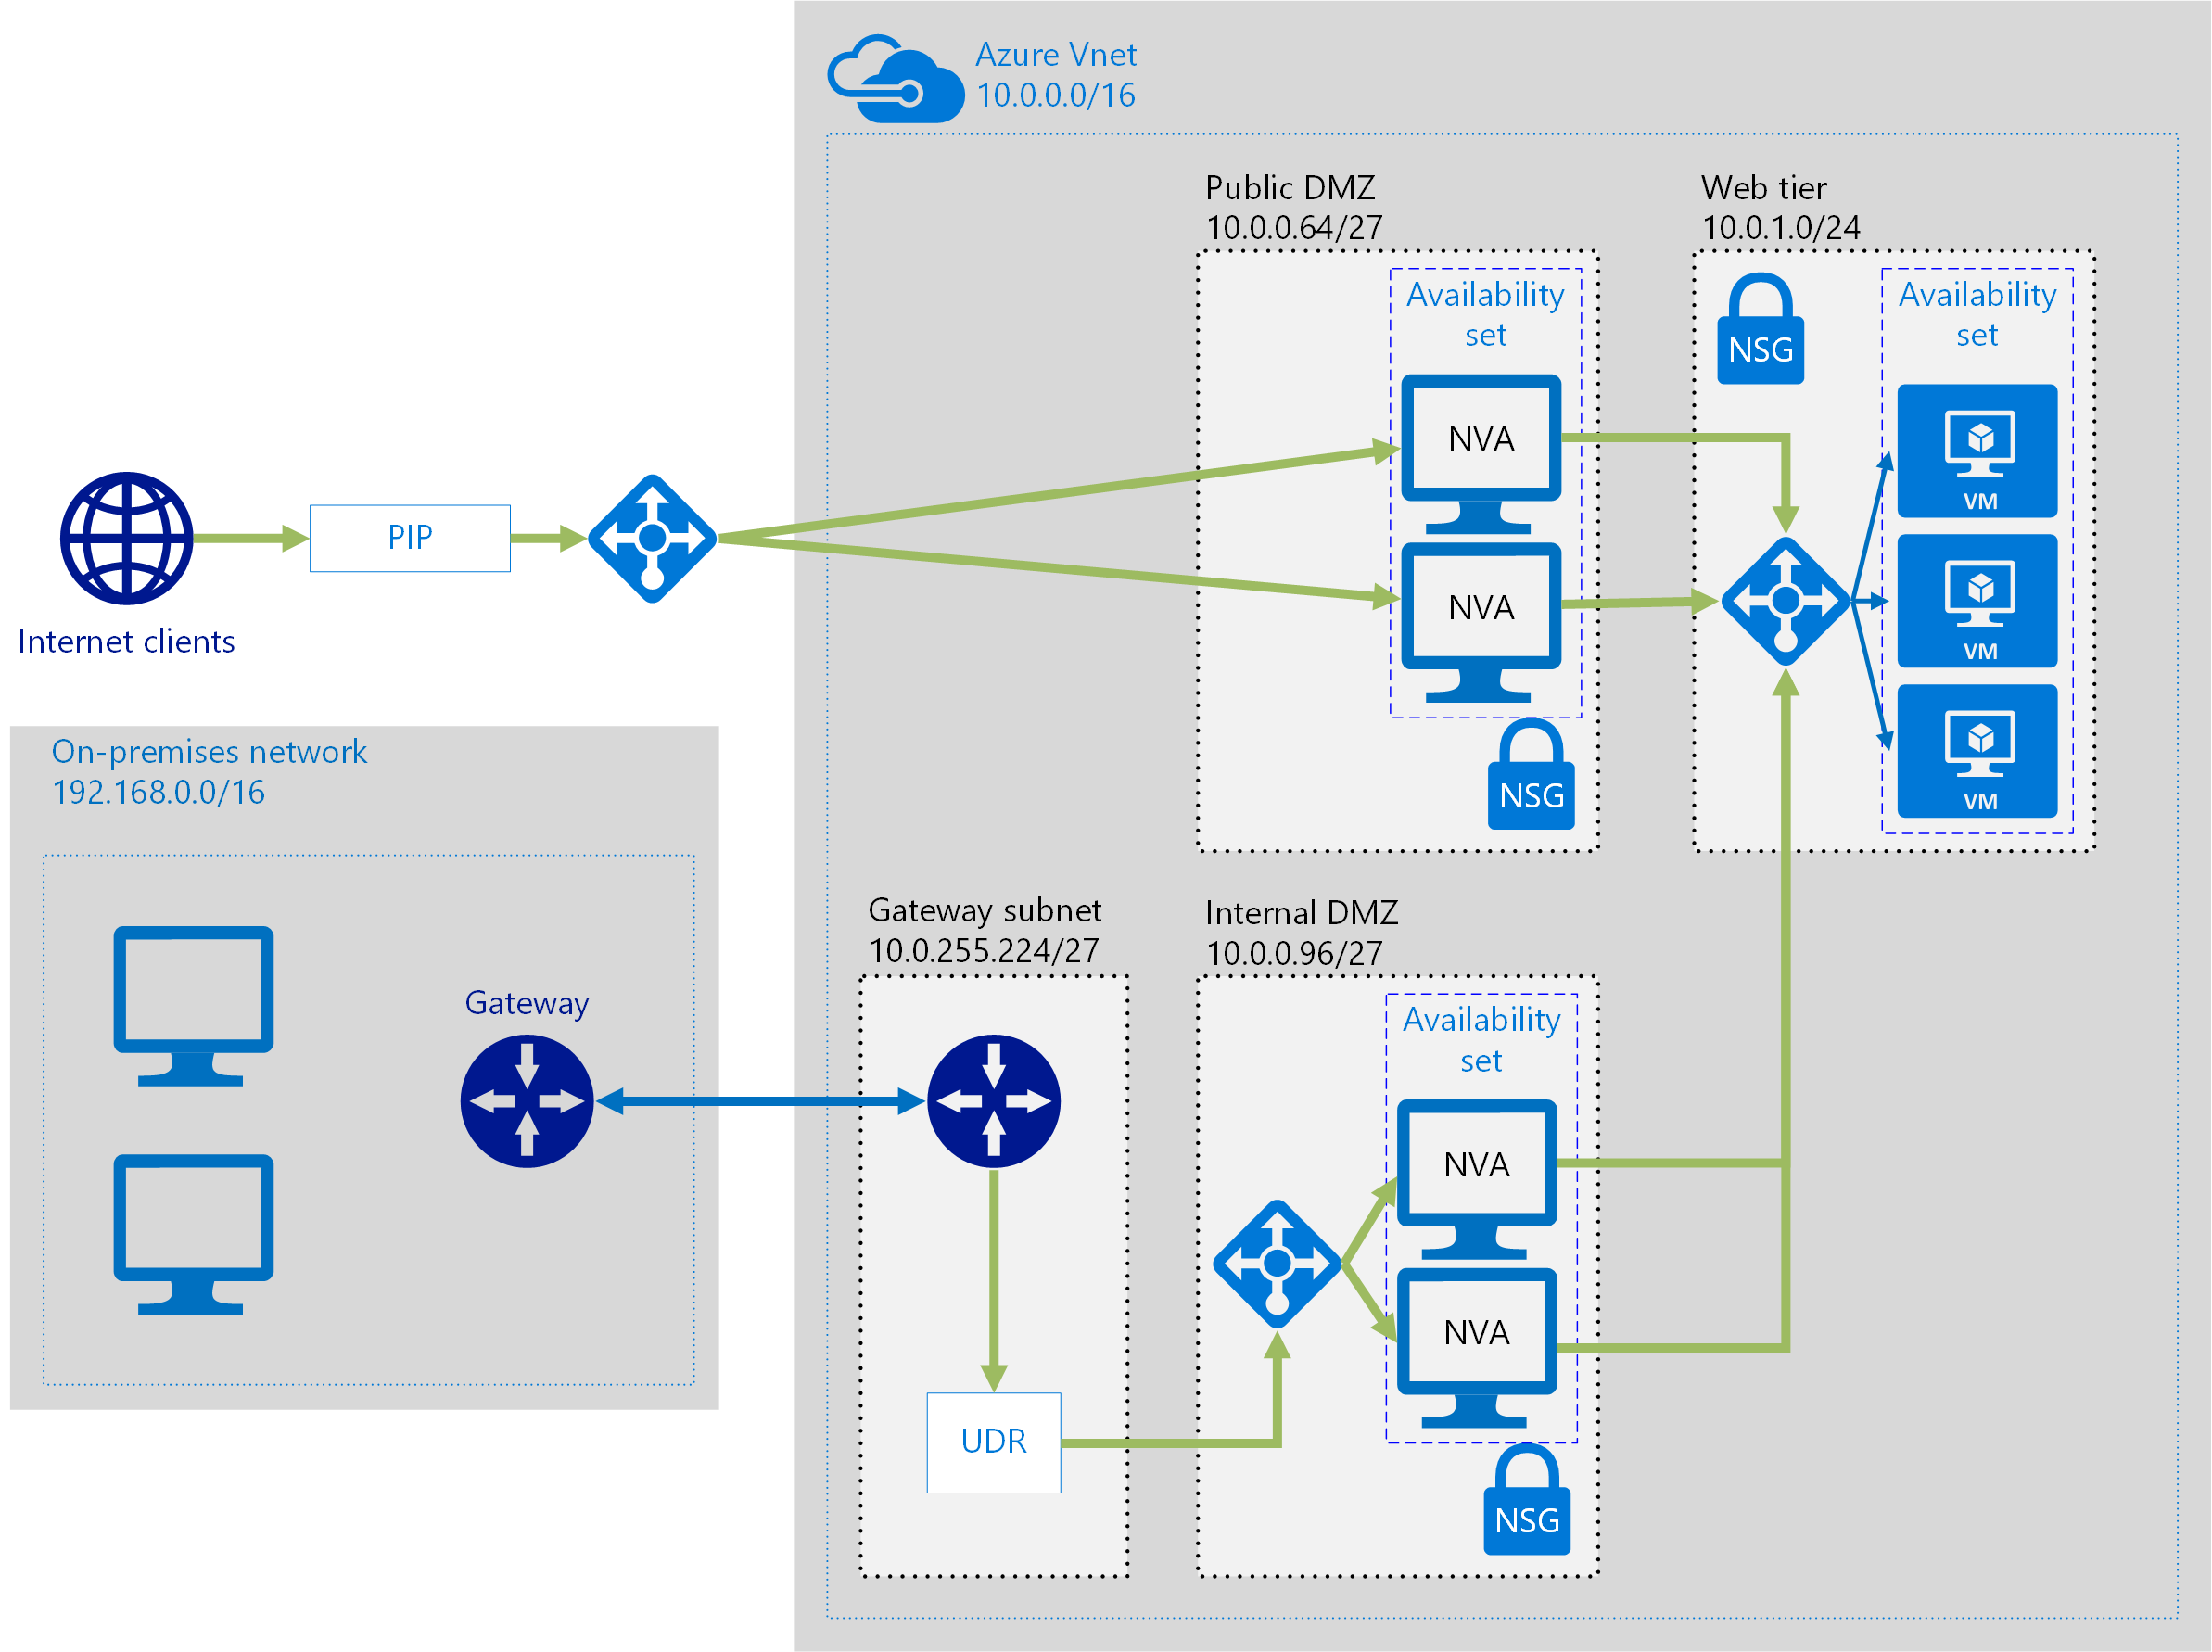 Azure Vnet
10.0.0.0/16
Public DMZ
10.0.0.64/27
Web tier
10.0.1.0/24
Availability
set
NVA
NVA
NSG
NSG
Availability
set
VM
VM
VM
Internet clients
PIP
On-premises network
192.168.0.0/16
Gateway
Gateway subnet
10.0.255.224/27
UDR
Internal DMZ
10.0.0.96/27
Availability
set
NVA
NVA
NSG